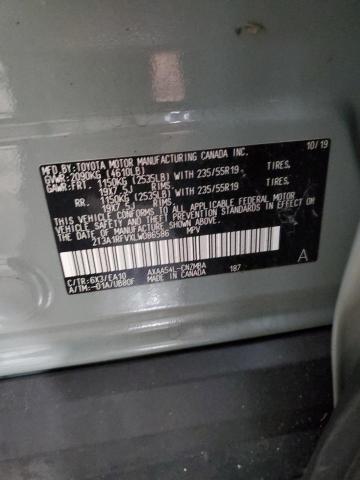 MFD. BY: TOYOTA MOTOR MANUFACTURING CANADA INC. 10/19
GVWR: 2090KG (4610LB)
GAWR: FRT. 1150KG (2535LB) WITH 235/55R19 TIRES,
19X7.5J RIMS,
RR. 1150KG (2535LB) WITH 235/55R19 TIRES,
19X7.5J RIMS,
THIS VEHICLE CONFORMS TO ALL APPLICABLE FEDERAL MOTOR
VEHICLE SAFETY AND BUMPER STANDARDS IN EFFECT ON THE DATE OF
MANUFACTURE SHOWN ABOVE.
2T3A1RFVXLW086586 MPV
A
C/TR: 6X3/EA10 AXAA54L-CNZMBA 187
A/TM: -01A/UB80F MADE IN CANADA